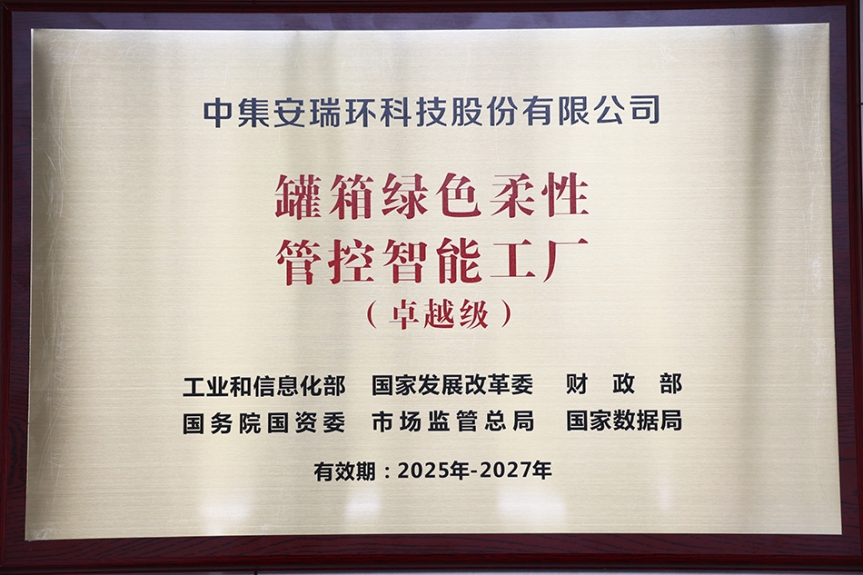 中集安瑞环科技股份有限公司
罐箱绿色柔性
管控智能工厂
（卓越级）
工业和信息化部 国家发展改革委 财政部
国务院国资委 市场监管总局 国家数据局
有效期：2025年-2027年